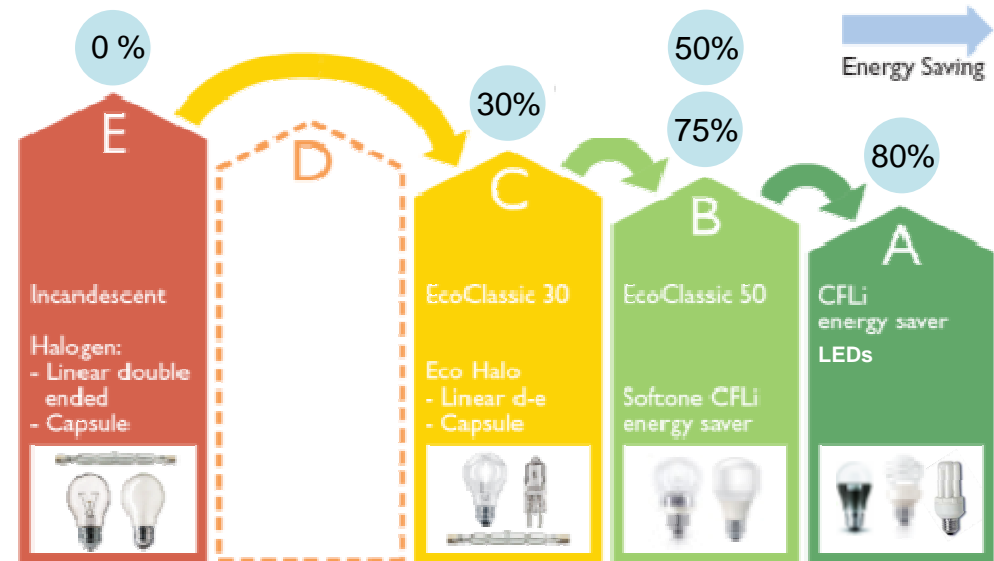 0 %
E
Incandescent
Halogen:
- Linear double
ended
- Capsule
D
30%
C
EcoClassic 30
Eco Halo
- Linear d-e
- Capsule
50%
75%
B
EcoClassic 50
Softone CFLi
energy saver
80%
A
CFLi
energy saver
LEDs
Energy Saving